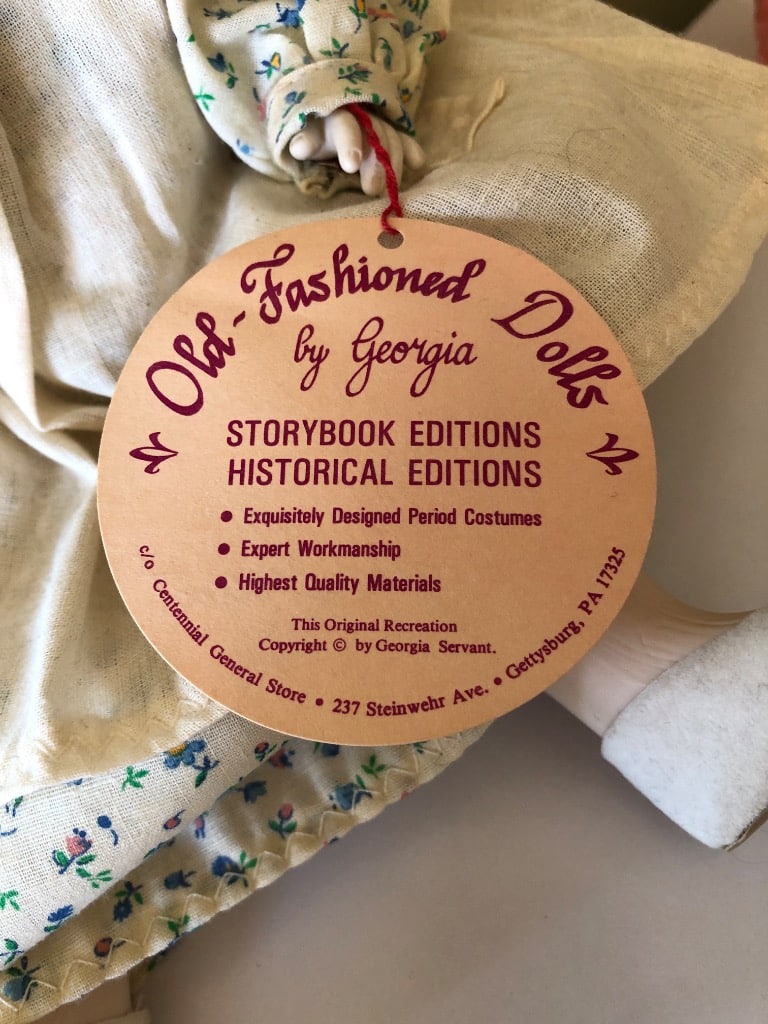 Old-Fashioned Dolls
by Georgia
STORYBOOK EDITIONS
HISTORICAL EDITIONS
• Exquisitely Designed Period Costumes
• Expert Workmanship
• Highest Quality Materials
This Original Recreation
Copyright © by Georgia Servant.
c/o Centennial General Store • 237 Steinwehr Ave. • Gettysburg, PA 17325